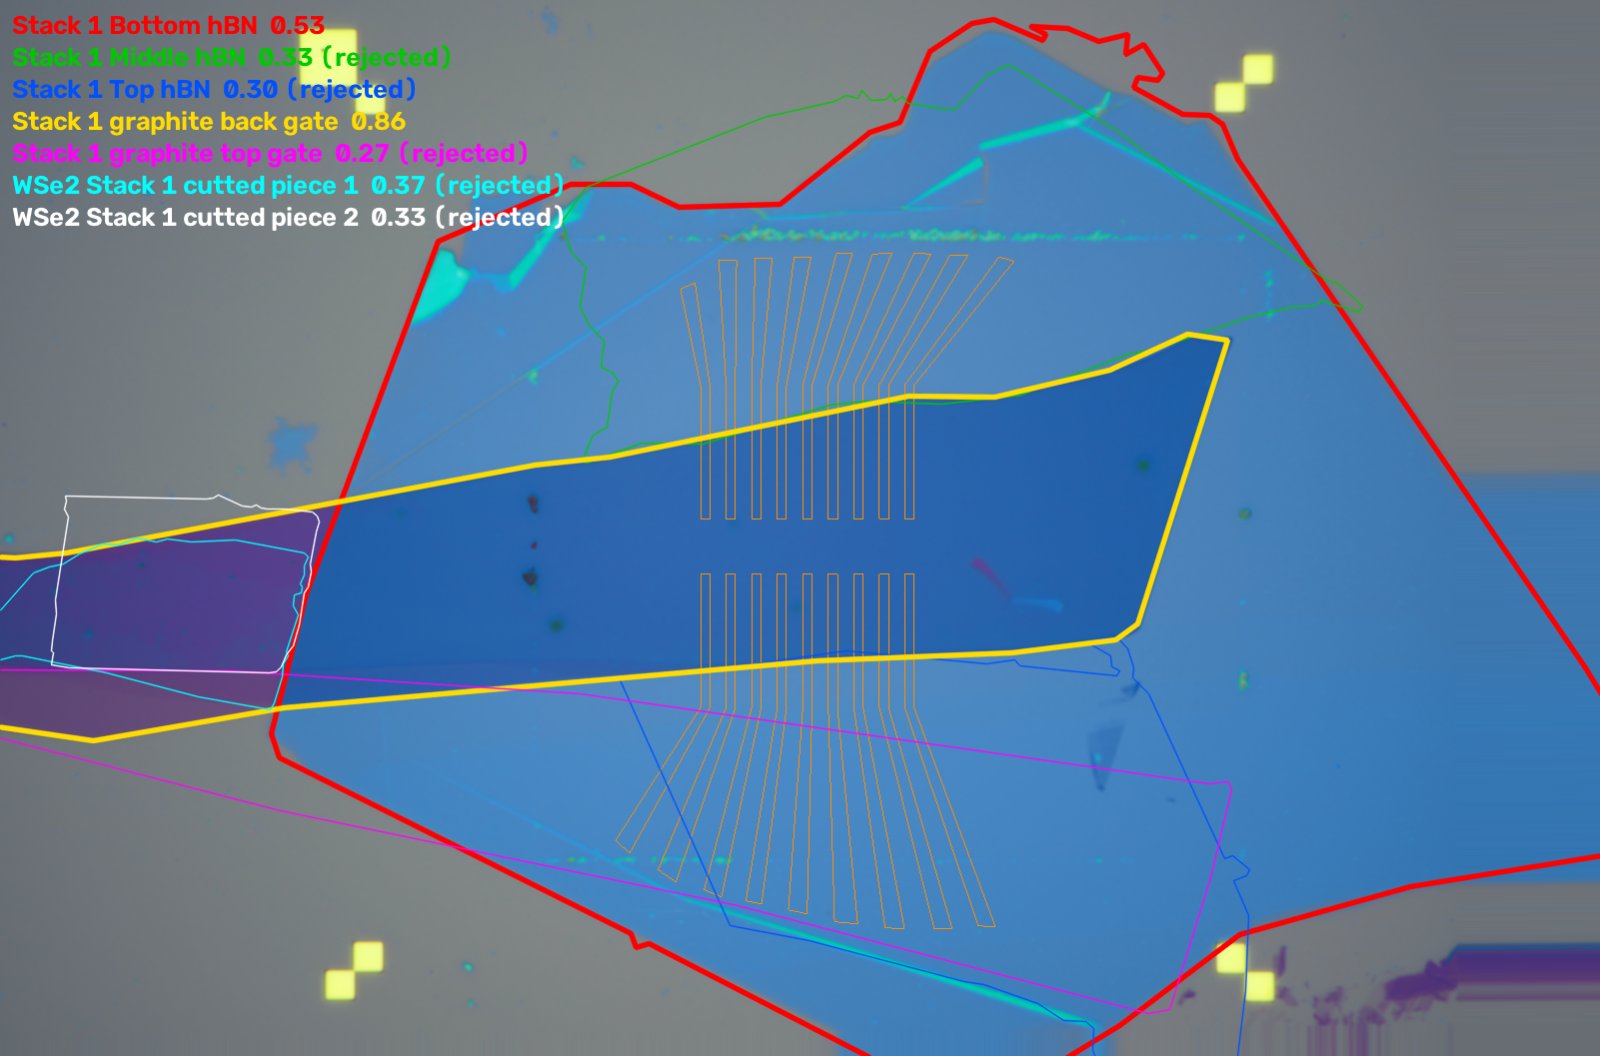 Stack 1 Bottom hBN 0.53
Stack 1 Middle hBN 0.33 (rejected)
Stack 1 Top hBN 0.30 (rejected)
Stack 1 graphite back gate 0.86
Stack 1 graphite top gate 0.27 (rejected)
WSe2 Stack 1 cutted piece 1 0.37 (rejected)
WSe2 Stack 1 cutted piece 2 0.33 (rejected)